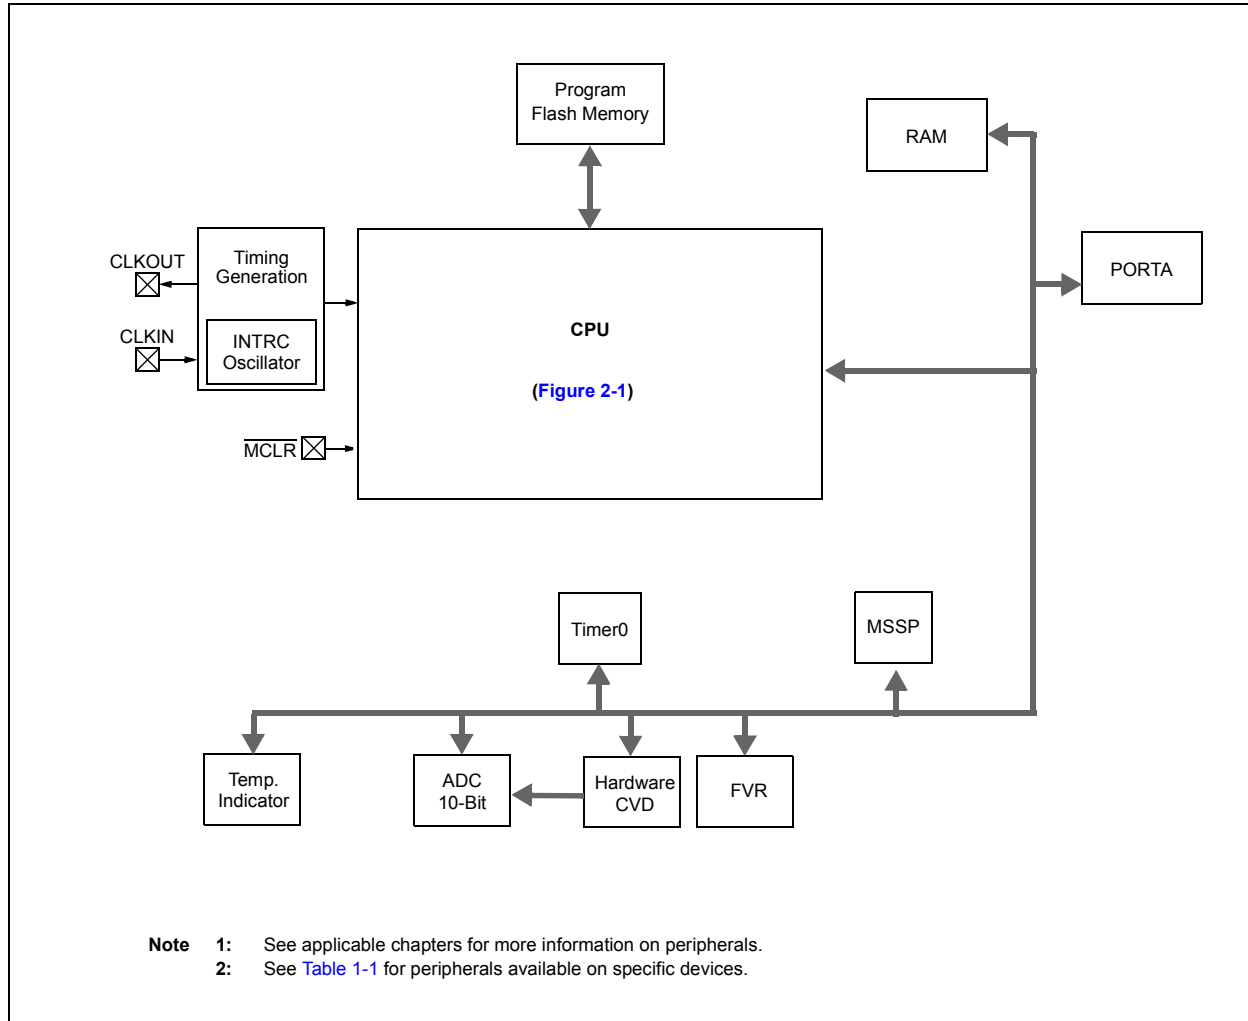 Program
Flash Memory
RAM
CLKOUT
Timing
Generation
PORTA
CLKIN
INTRC
Oscillator
CPU
(Figure 2-1)
MCLR
Timer0
MSSP
Temp.
Indicator
ADC
10-Bit
Hardware
CVD
FVR
Note 1: See applicable chapters for more information on peripherals.
2: See Table 1-1 for peripherals available on specific devices.